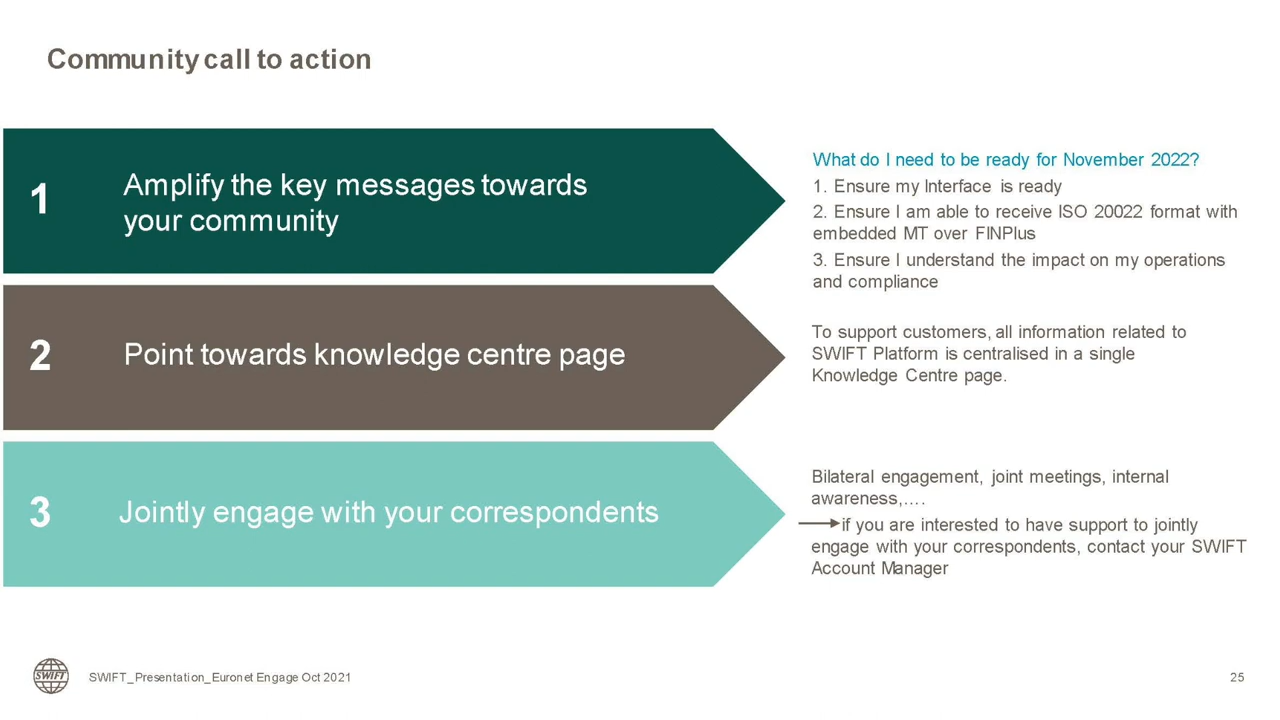 Community call to action
1
Amplify the key messages towards
your community
What do I need to be ready for November 2022?
1. Ensure my Interface is ready
2. Ensure I am able to receive ISO 20022 format with
embedded MT over FINPlus
3. Ensure I understand the impact on my operations
and compliance
2
Point towards knowledge centre page
To support customers, all information related to
SWIFT Platform is centralised in a single
Knowledge Centre page.
3
Jointly engage with your correspondents
Bilateral engagement, joint meetings, internal
awareness,….
if you are interested to have support to jointly
engage with your correspondents, contact your SWIFT
Account Manager
SWIFT
SWIFT_Presentation_Euronet Engage Oct 2021
25